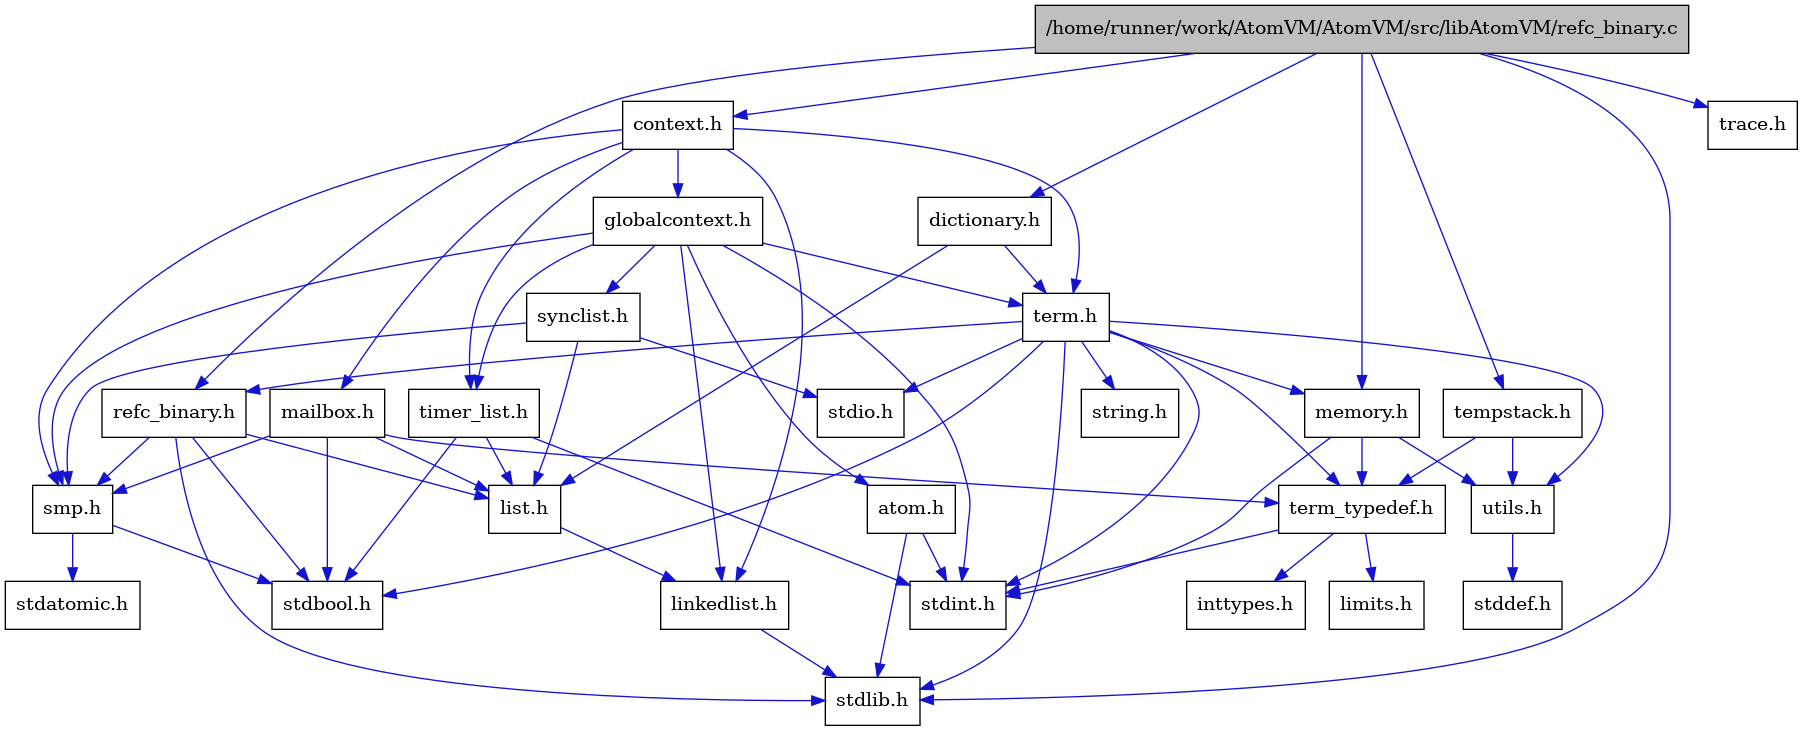 /home/runner/work/AtomVM/AtomVM/src/libAtomVM/refc_binary.c
context.h
trace.h
globalcontext.h
dictionary.h
synclist.h
term.h
refc_binary.h
mailbox.h
timer_list.h
stdio.h
string.h
memory.h
tempstack.h
smp.h
list.h
atom.h
term_typedef.h
utils.h
stdatomic.h
stdbool.h
linkedlist.h
stdint.h
inttypes.h
limits.h
stddef.h
stdlib.h